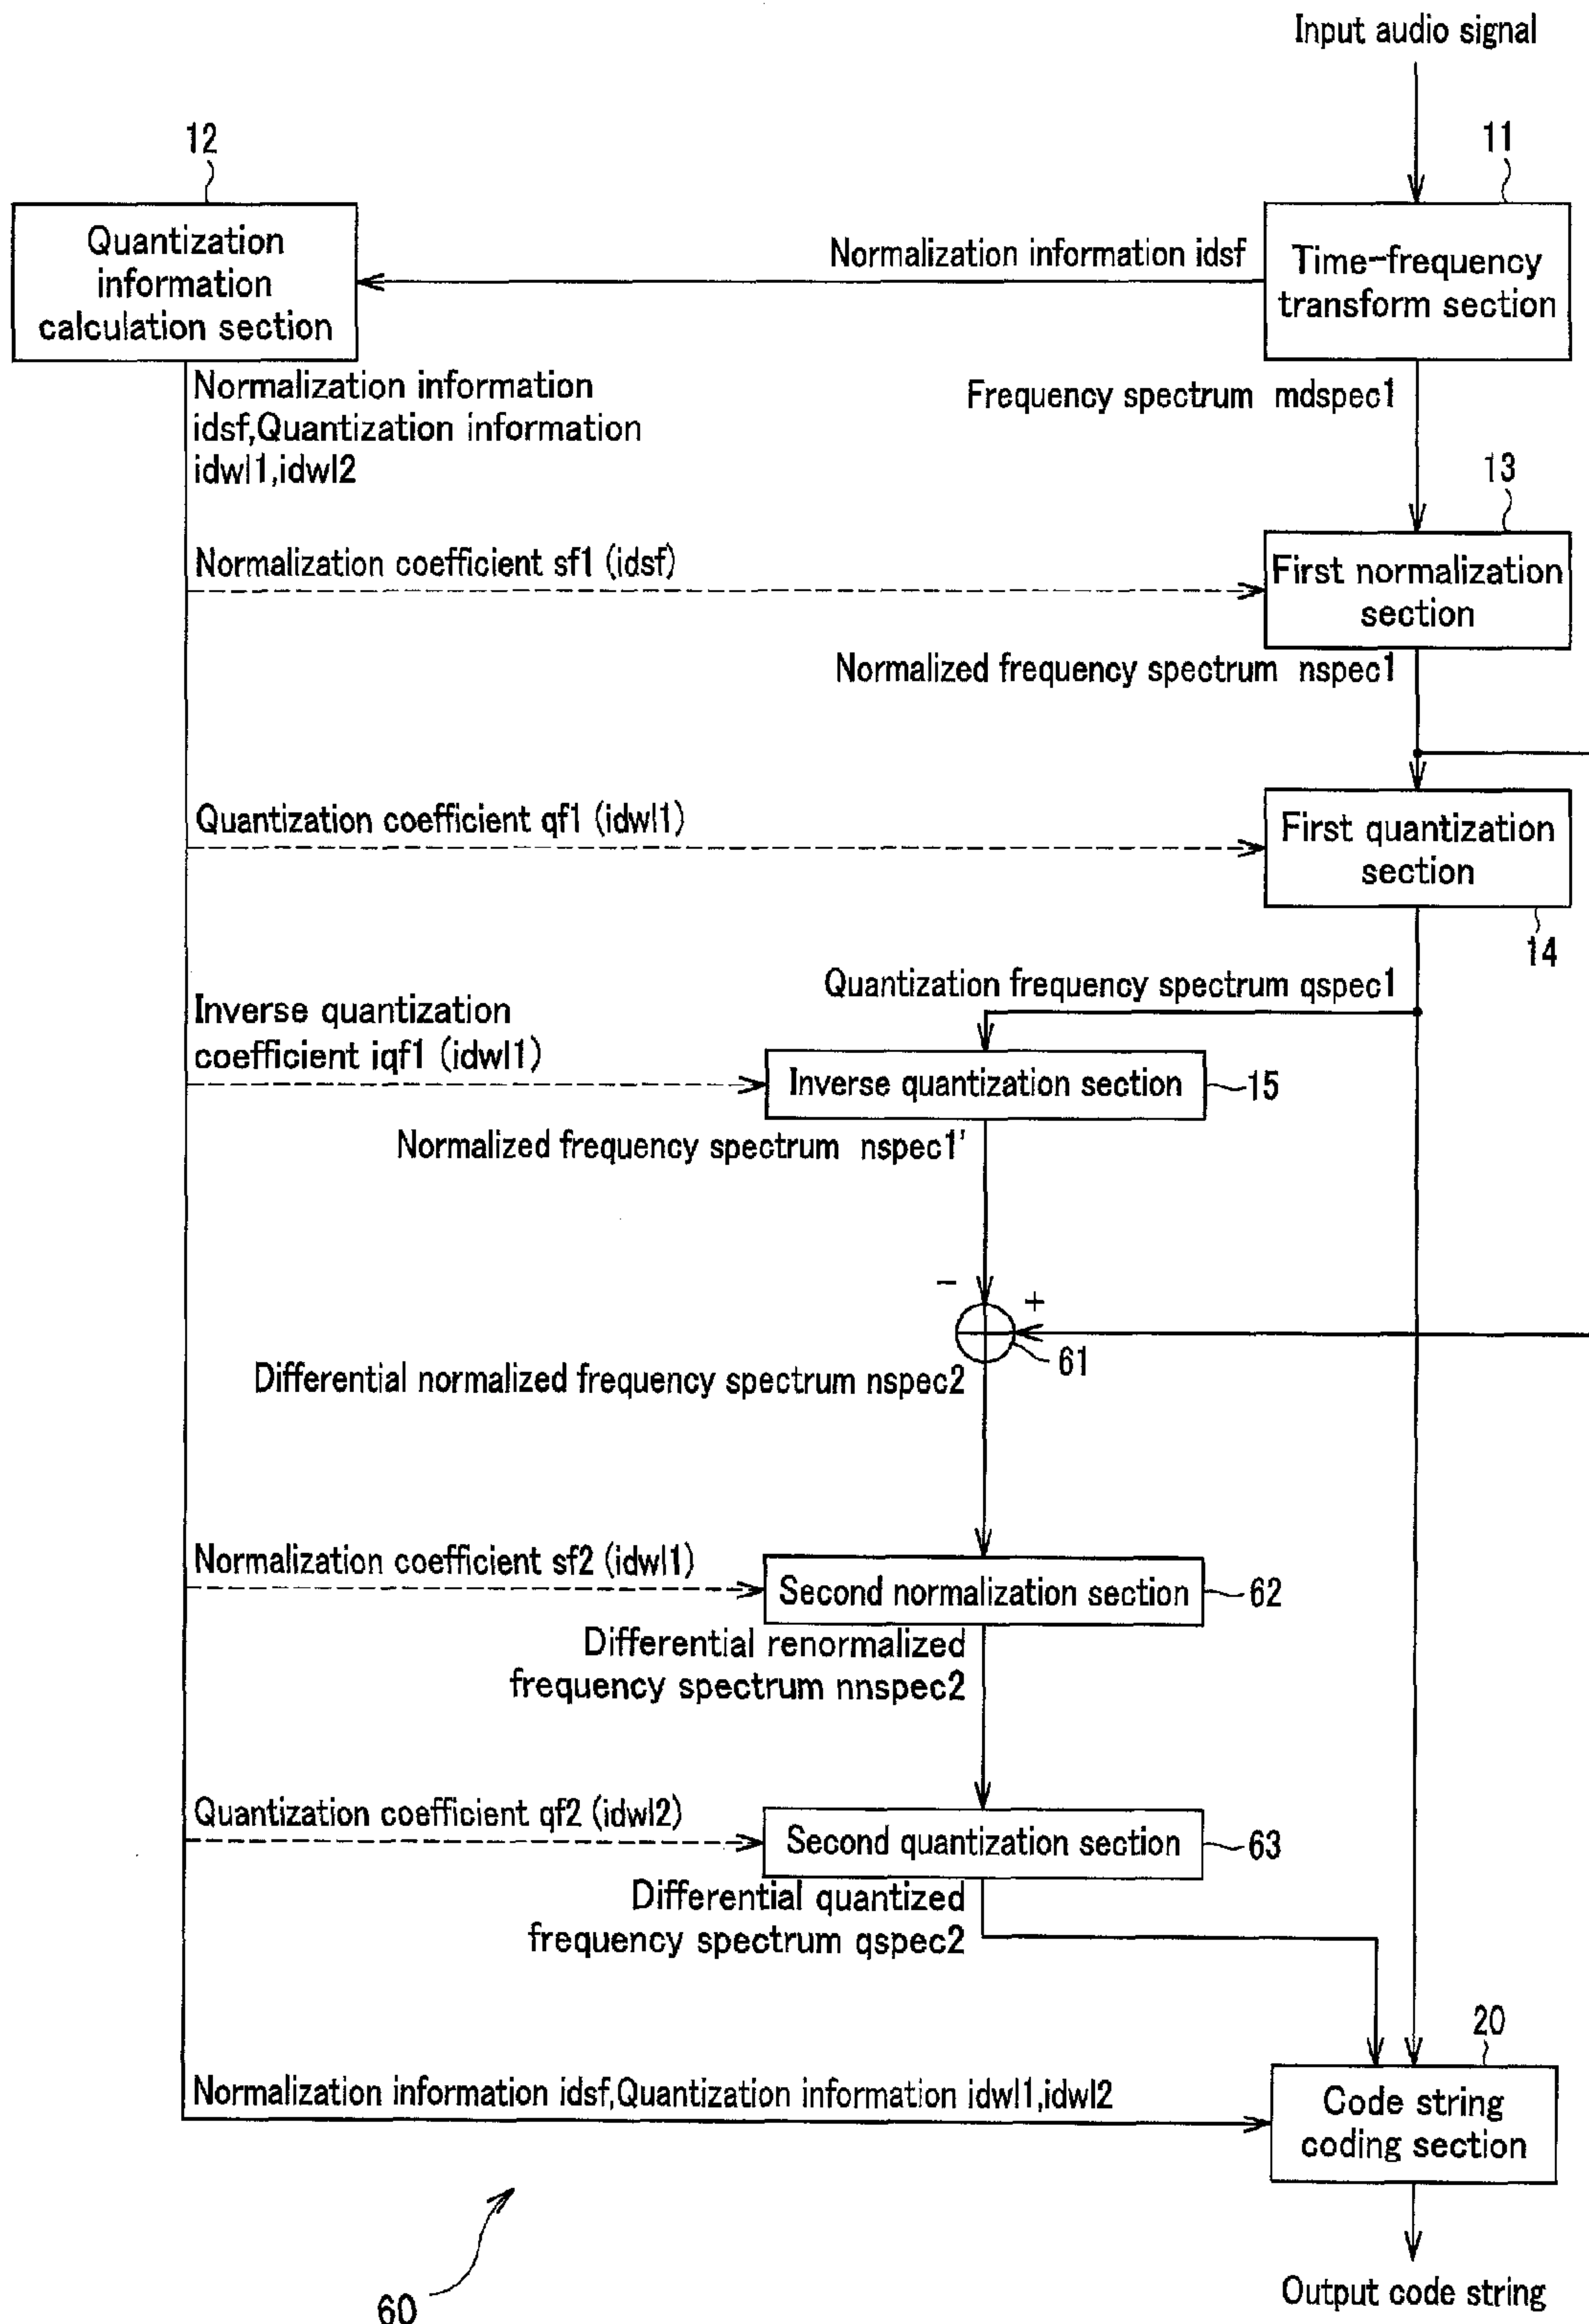 Input audio signal
12
11
Quantization
information
calculation section
Normalization information idsf
Time-frequency
transform section
Normalization information
idsf,Quantization information
idwl1,idwl2
Frequency spectrum mdspec1
13
Normalization coefficient sf1 (idsf)
First normalization
section
Normalized frequency spectrum nspec1
Quantization coefficient qf1 (idwl1)
First quantization
section
14
Quantization frequency spectrum qspec1
Inverse quantization
coefficient iqf1 (idwl1)
Inverse quantization section
15
Normalized frequency spectrum nspec1'
-
+
61
Differential normalized frequency spectrum nspec2
Normalization coefficient sf2 (idwl1)
Second normalization section
62
Differential renormalized
frequency spectrum nnspec2
Quantization coefficient qf2 (idwl2)
Second quantization section
63
Differential quantized
frequency spectrum qspec2
20
Normalization information idsf,Quantization information idwl1,idwl2
Code string
coding section
60
Output code string